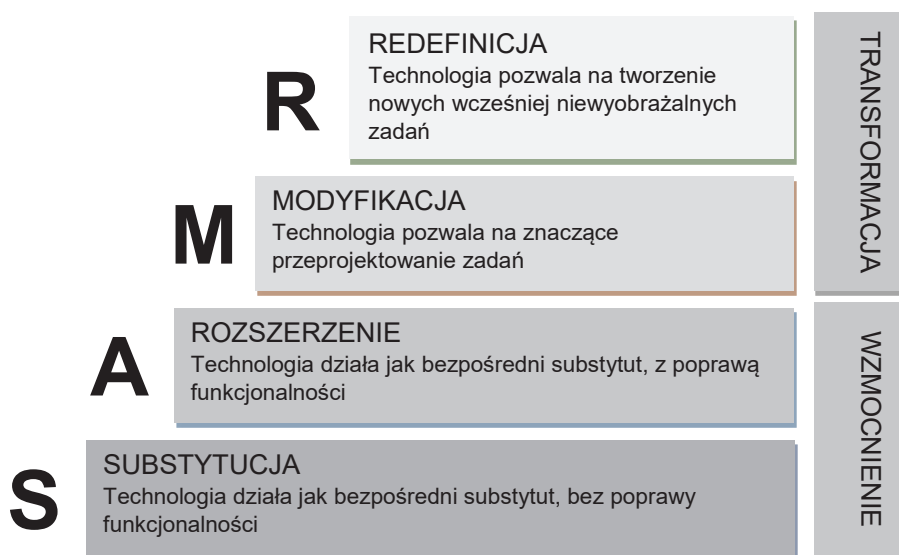 R
REDEFINICJA
Technologia pozwala na tworzenie
nowych wcześniej niewyobrażalnych
zadań
M
MODYFIKACJA
Technologia pozwala na znaczące
przeprojektowanie zadań
TRANSFORMACJA
A
ROZSZERZENIE
Technologia działa jak bezpośredni substytut, z poprawą
funkcjonalności
S
SUBSTYTUCJA
Technologia działa jak bezpośredni substytut, bez poprawy
funkcjonalności
WZMOCNIENIE